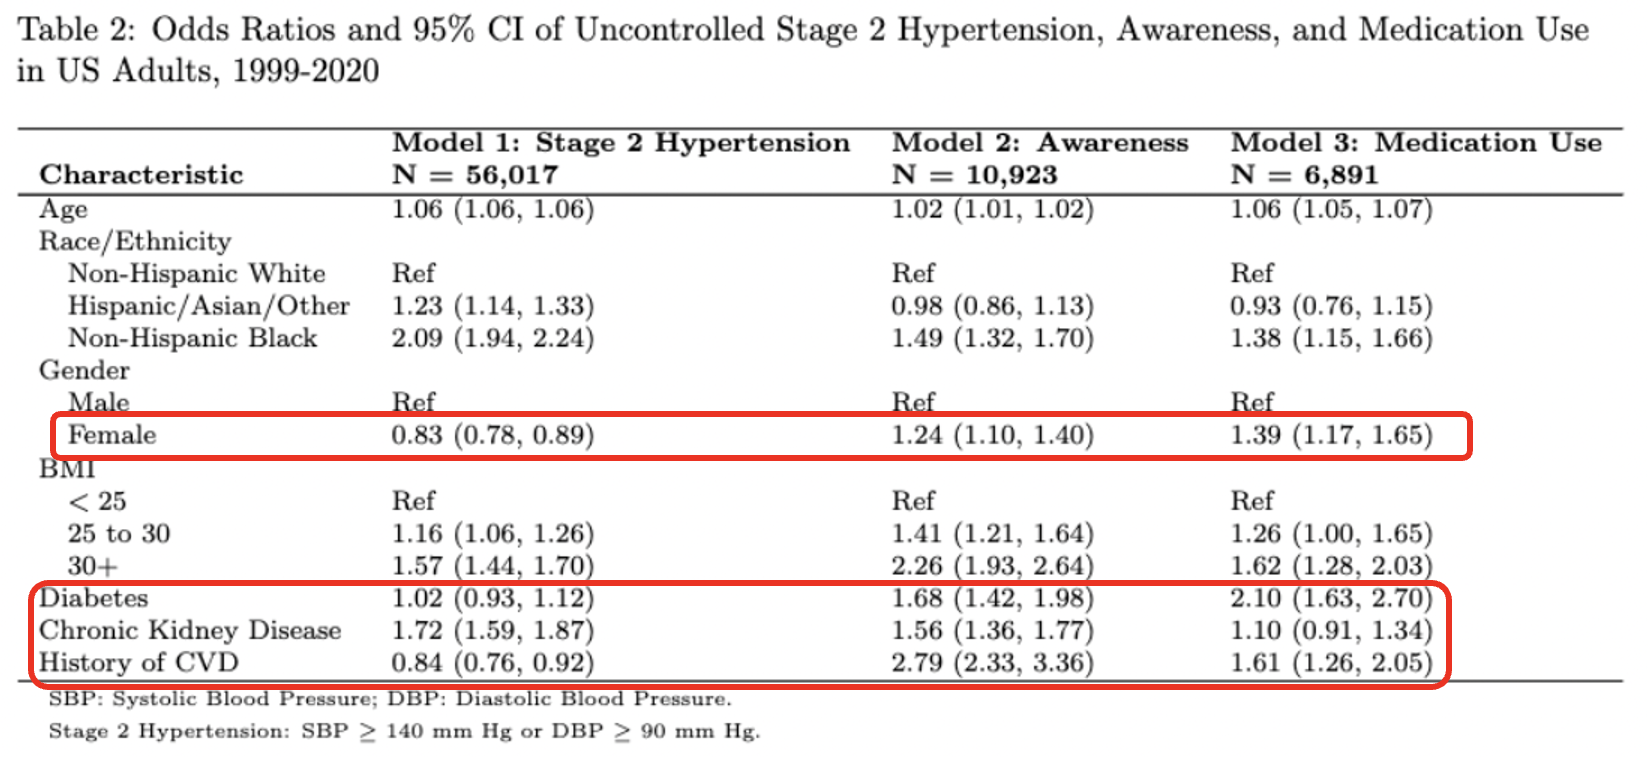 Table 2: Odds Ratios and 95% CI of Uncontrolled Stage 2 Hypertension, Awareness, and Medication Use
in US Adults, 1999-2020
Model 1: Stage 2 Hypertension Model 2: Awareness Model 3: Medication Use
Characteristic N = 56,017 N = 10,923 N = 6,891
Age 1.06 (1.06, 1.06) 1.02 (1.01, 1.02) 1.06 (1.05, 1.07)
Race/Ethnicity
Non-Hispanic White Ref Ref Ref
Hispanic/Asian/Other 1.23 (1.14, 1.33) 0.98 (0.86, 1.13) 0.93 (0.76, 1.15)
Non-Hispanic Black 2.09 (1.94, 2.24) 1.49 (1.32, 1.70) 1.38 (1.15, 1.66)
Gender
Male Ref Ref Ref
Female 0.83 (0.78, 0.89) 1.24 (1.10, 1.40) 1.39 (1.17, 1.65)
BMI
< 25 Ref Ref Ref
25 to 30 1.16 (1.06, 1.26) 1.41 (1.21, 1.64) 1.26 (1.00, 1.65)
30+ 1.57 (1.44, 1.70) 2.26 (1.93, 2.64) 1.62 (1.28, 2.03)
Diabetes 1.02 (0.93, 1.12) 1.68 (1.42, 1.98) 2.10 (1.63, 2.70)
Chronic Kidney Disease 1.72 (1.59, 1.87) 1.56 (1.36, 1.77) 1.10 (0.91, 1.34)
History of CVD 0.84 (0.76, 0.92) 2.79 (2.33, 3.36) 1.61 (1.26, 2.05)
SBP: Systolic Blood Pressure; DBP: Diastolic Blood Pressure.
Stage 2 Hypertension: SBP ≥ 140 mm Hg or DBP ≥ 90 mm Hg.